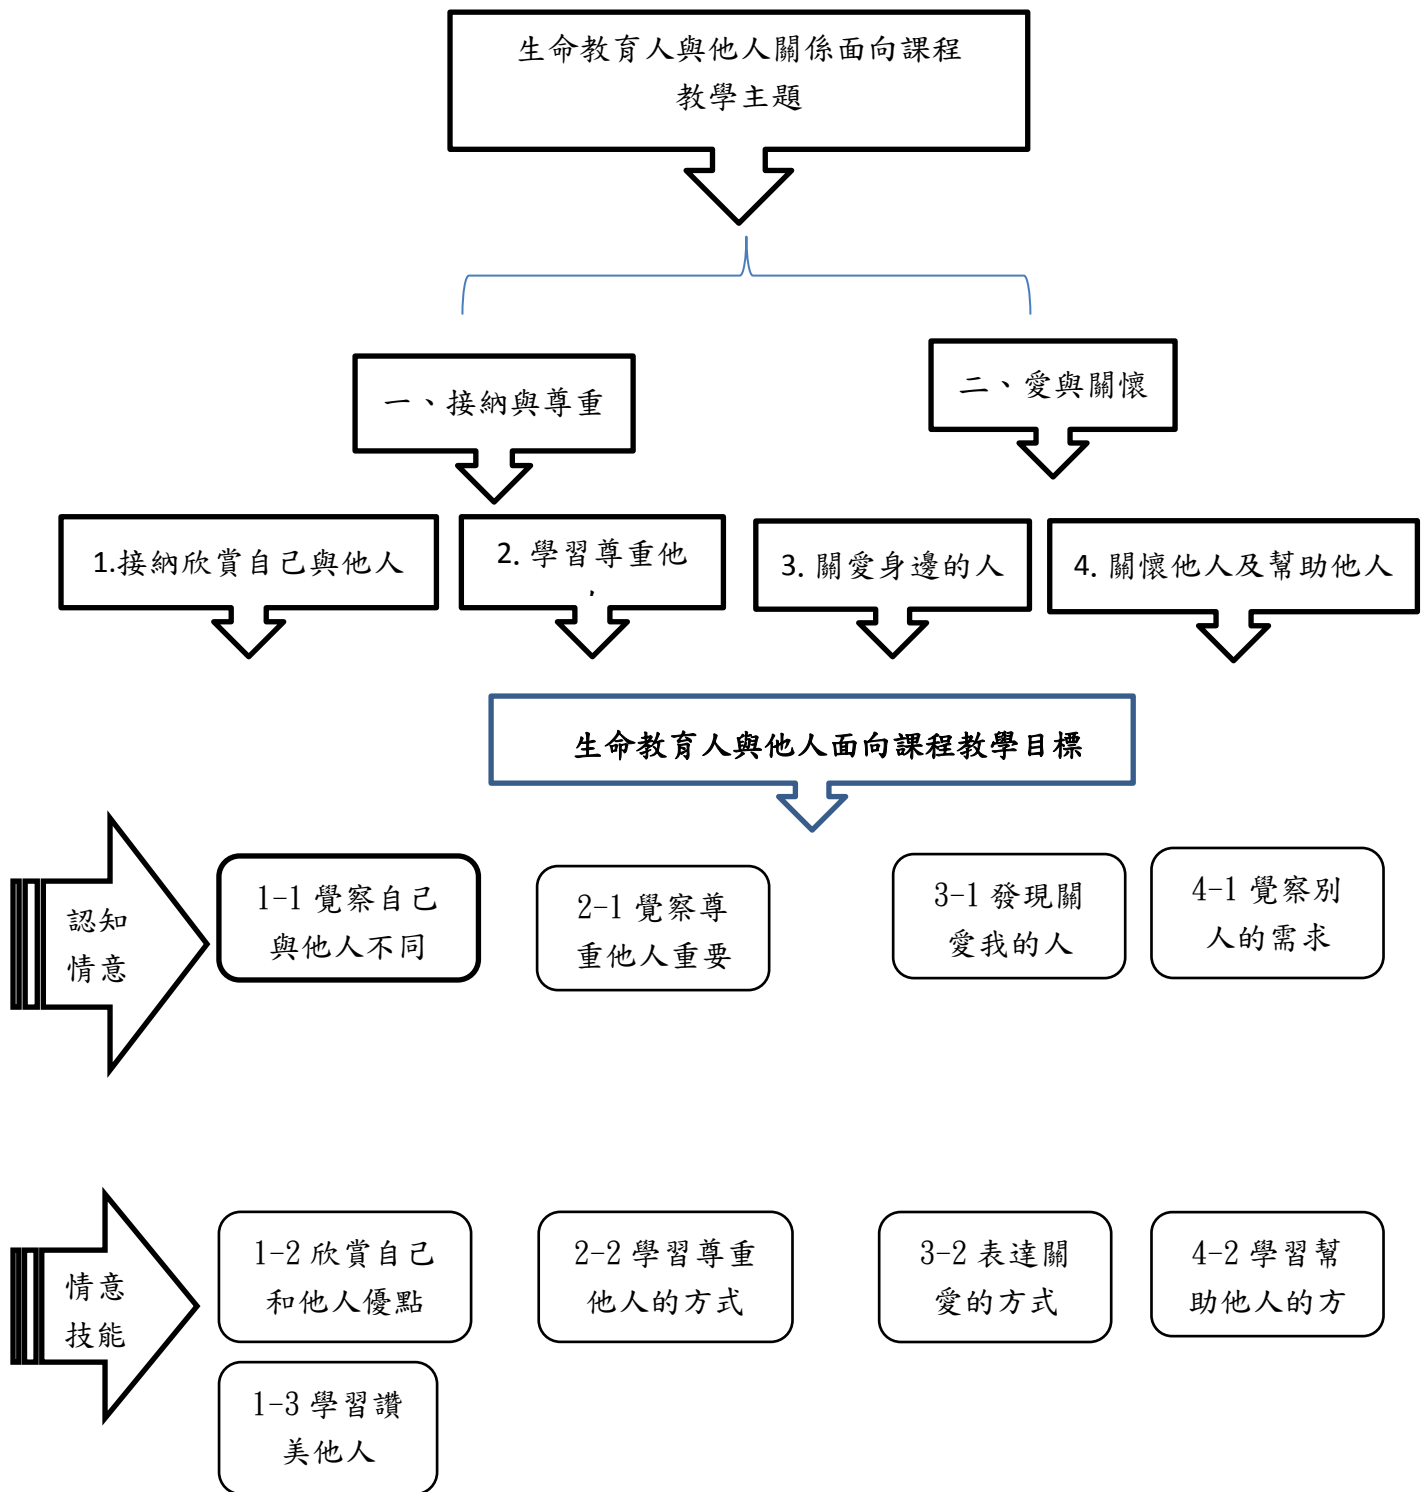 生命教育人與他人關係面向課程
教學主題
一、接納與尊重
二、愛與關懷
1.接納欣賞自己與他人
2. 學習尊重他
3. 關愛身邊的人
4. 關懷他人及幫助他人
生命教育人與他人面向課程教學目標
認知
情意
1-1 覺察自己
與他人不同
2-1 覺察尊
重他人重要
3-1 發現關
愛我的人
4-1 覺察別
人的需求
情意
技能
1-2 欣賞自己
和他人優點
2-2 學習尊重
他人的方式
3-2 表達關
愛的方式
4-2 學習幫
助他人的方
1-3 學習讚
美他人